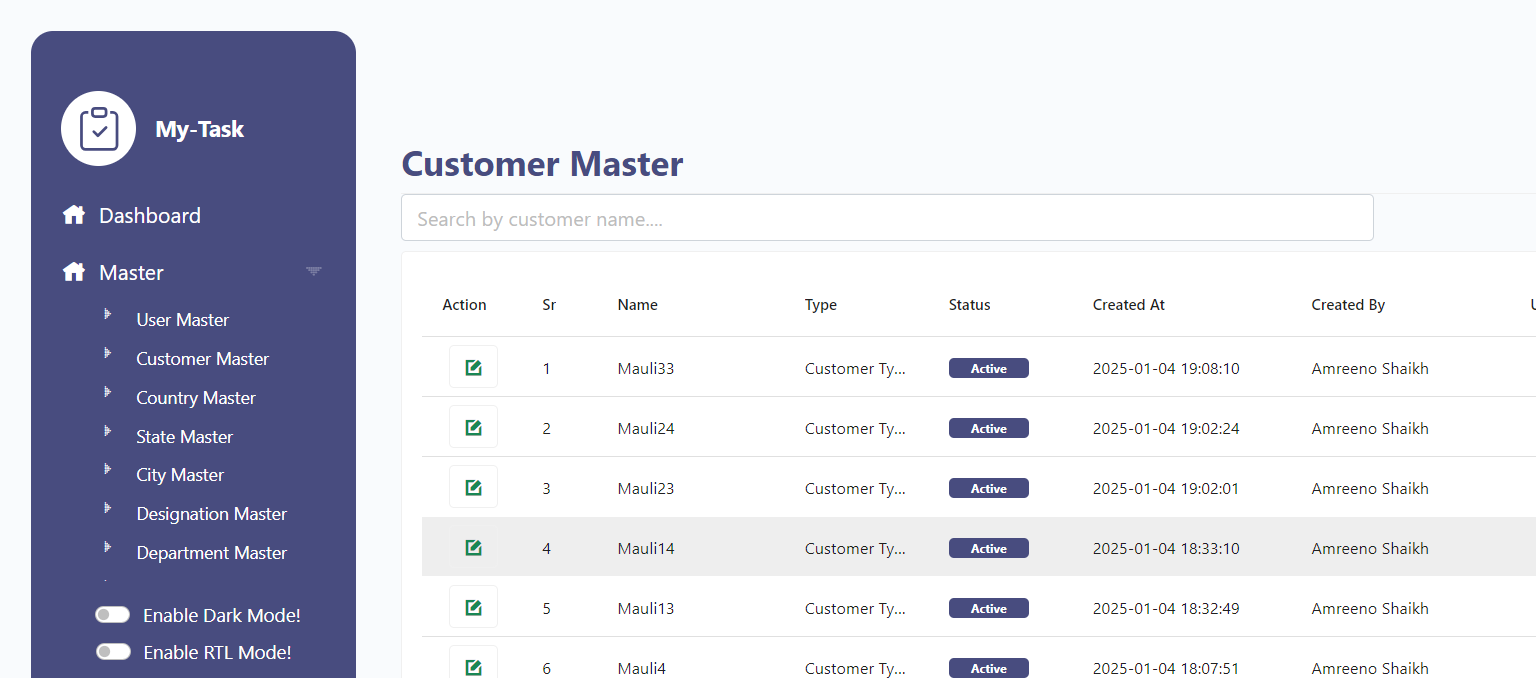 My-Task
Dashboard
Master
User Master
Customer Master
Country Master
State Master
City Master
Designation Master
Department Master
Enable Dark Mode!
Enable RTL Mode!
Customer Master
Search by customer name....
Action Sr Name Type Status Created At Created By
1 Mauli33 Customer Ty... Active 2025-01-04 19:08:10 Amreeno Shaikh
2 Mauli24 Customer Ty... Active 2025-01-04 19:02:24 Amreeno Shaikh
3 Mauli23 Customer Ty... Active 2025-01-04 19:02:01 Amreeno Shaikh
4 Mauli14 Customer Ty... Active 2025-01-04 18:33:10 Amreeno Shaikh
5 Mauli13 Customer Ty... Active 2025-01-04 18:32:49 Amreeno Shaikh
6 Mauli4 Customer Ty... Active 2025-01-04 18:07:51 Amreeno Shaikh